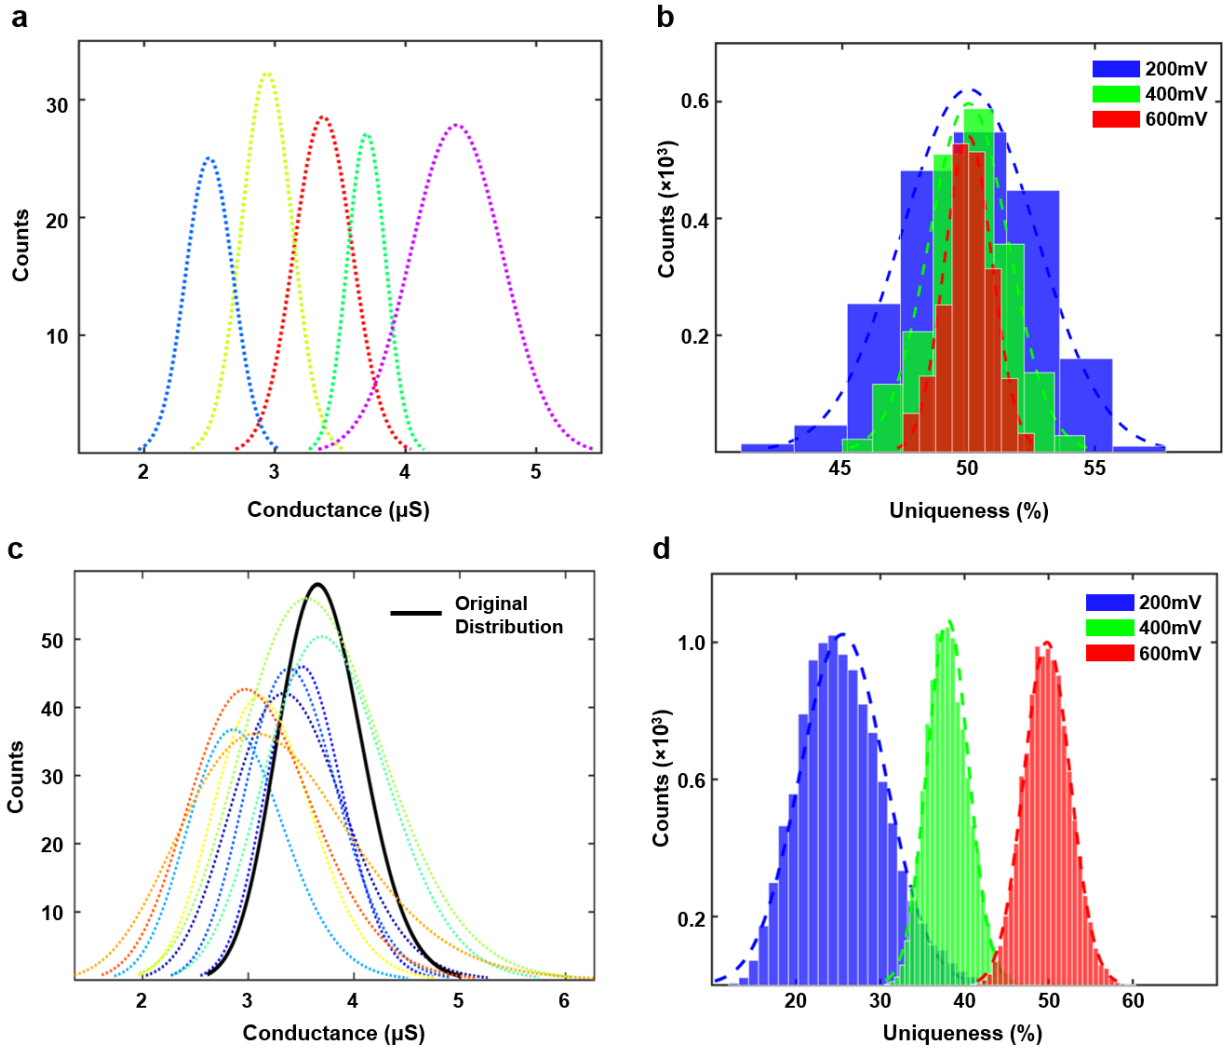 a
30
20
10
Counts
2 3 4 5
Conductance (µS)
b
200mV
400mV
600mV
0.6
0.4
0.2
Counts (×10³)
45 50 55
Uniqueness (%)
c
Original
Distribution
50
40
30
20
10
Counts
2 3 4 5 6
Conductance (µS)
d
200mV
400mV
600mV
1.0
0.6
0.2
Counts (×10³)
20 30 40 50 60
Uniqueness (%)